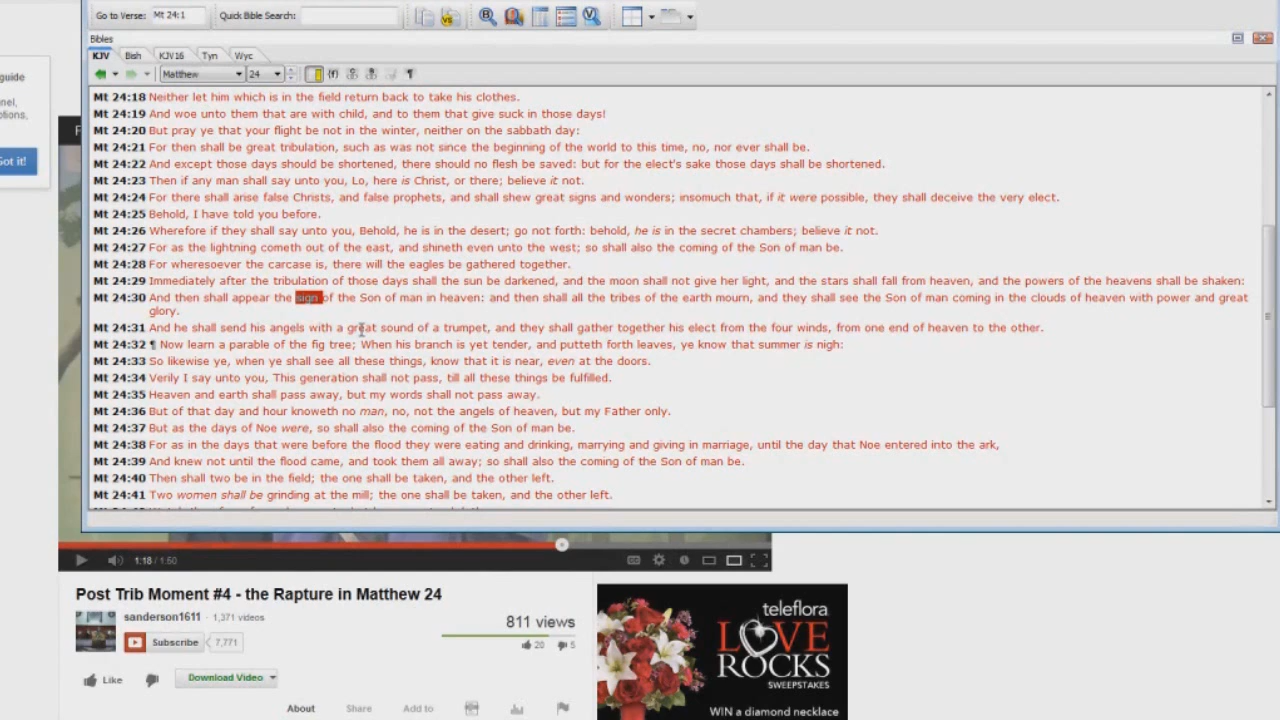 Go to Verse: Mt 24:1 Quick Bible Search:
Bibles
KJV Bish KJV16 Tyn Wyc
Matthew 24
Mt 24:18 Neither let him which is in the field return back to take his clothes.
Mt 24:19 And woe unto them that are with child, and to them that give suck in those days!
Mt 24:20 But pray ye that your flight be not in the winter, neither on the sabbath day:
Mt 24:21 For then shall be great tribulation, such as was not since the beginning of the world to this time, no, nor ever shall be.
Mt 24:22 And except those days should be shortened, there should no flesh be saved: but for the elect's sake those days shall be shortened.
Mt 24:23 Then if any man shall say unto you, Lo, here is Christ, or there; believe it not.
Mt 24:24 For there shall arise false Christs, and false prophets, and shall shew great signs and wonders; insomuch that, if it were possible, they shall deceive the very elect.
Mt 24:25 Behold, I have told you before.
Mt 24:26 Wherefore if they shall say unto you, Behold, he is in the desert; go not forth: behold, he is in the secret chambers; believe it not.
Mt 24:27 For as the lightning cometh out of the east, and shineth even unto the west; so shall also the coming of the Son of man be.
Mt 24:28 For wheresoever the carcase is, there will the eagles be gathered together.
Mt 24:29 Immediately after the tribulation of those days shall the sun be darkened, and the moon shall not give her light, and the stars shall fall from heaven, and the powers of the heavens shall be shaken:
Mt 24:30 And then shall appear the sign of the Son of man in heaven: and then shall all the tribes of the earth mourn, and they shall see the Son of man coming in the clouds of heaven with power and great
glory.
Mt 24:31 And he shall send his angels with a great sound of a trumpet, and they shall gather together his elect from the four winds, from one end of heaven to the other.
Mt 24:32 ¶ Now learn a parable of the fig tree; When his branch is yet tender, and putteth forth leaves, ye know that summer is nigh:
Mt 24:33 So likewise ye, when ye shall see all these things, know that it is near, even at the doors.
Mt 24:34 Verily I say unto you, This generation shall not pass, till all these things be fulfilled.
Mt 24:35 Heaven and earth shall pass away, but my words shall not pass away.
Mt 24:36 But of that day and hour knoweth no man, no, not the angels of heaven, but my Father only.
Mt 24:37 But as the days of Noe were, so shall also the coming of the Son of man be.
Mt 24:38 For as in the days that were before the flood they were eating and drinking, marrying and giving in marriage, until the day that Noe entered into the ark,
Mt 24:39 And knew not until the flood came, and took them all away; so shall also the coming of the Son of man be.
Mt 24:40 Then shall two be in the field; the one shall be taken, and the other left.
Mt 24:41 Two women shall be grinding at the mill; the one shall be taken, and the other left.
guide
Got it!
1:18 / 1:50
Post Trib Moment #4 - the Rapture in Matthew 24
sanderson1611 · 1,371 videos
Subscribe 7,771
811 views
20 5
Like Download Video
About Share Add to
teleflora
LOVE
ROCKS
SWEEPSTAKES
WIN a diamond necklace